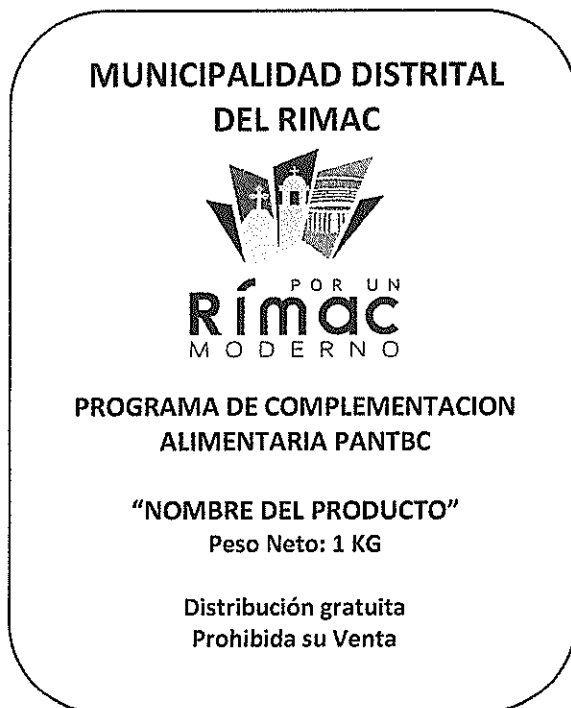 MUNICIPALIDAD DISTRITAL
DEL RIMAC
POR UN
Rímac
MODERNO
PROGRAMA DE COMPLEMENTACION
ALIMENTARIA PANTBC
“NOMBRE DEL PRODUCTO”
Peso Neto: 1 KG
Distribución gratuita
Prohibida su Venta